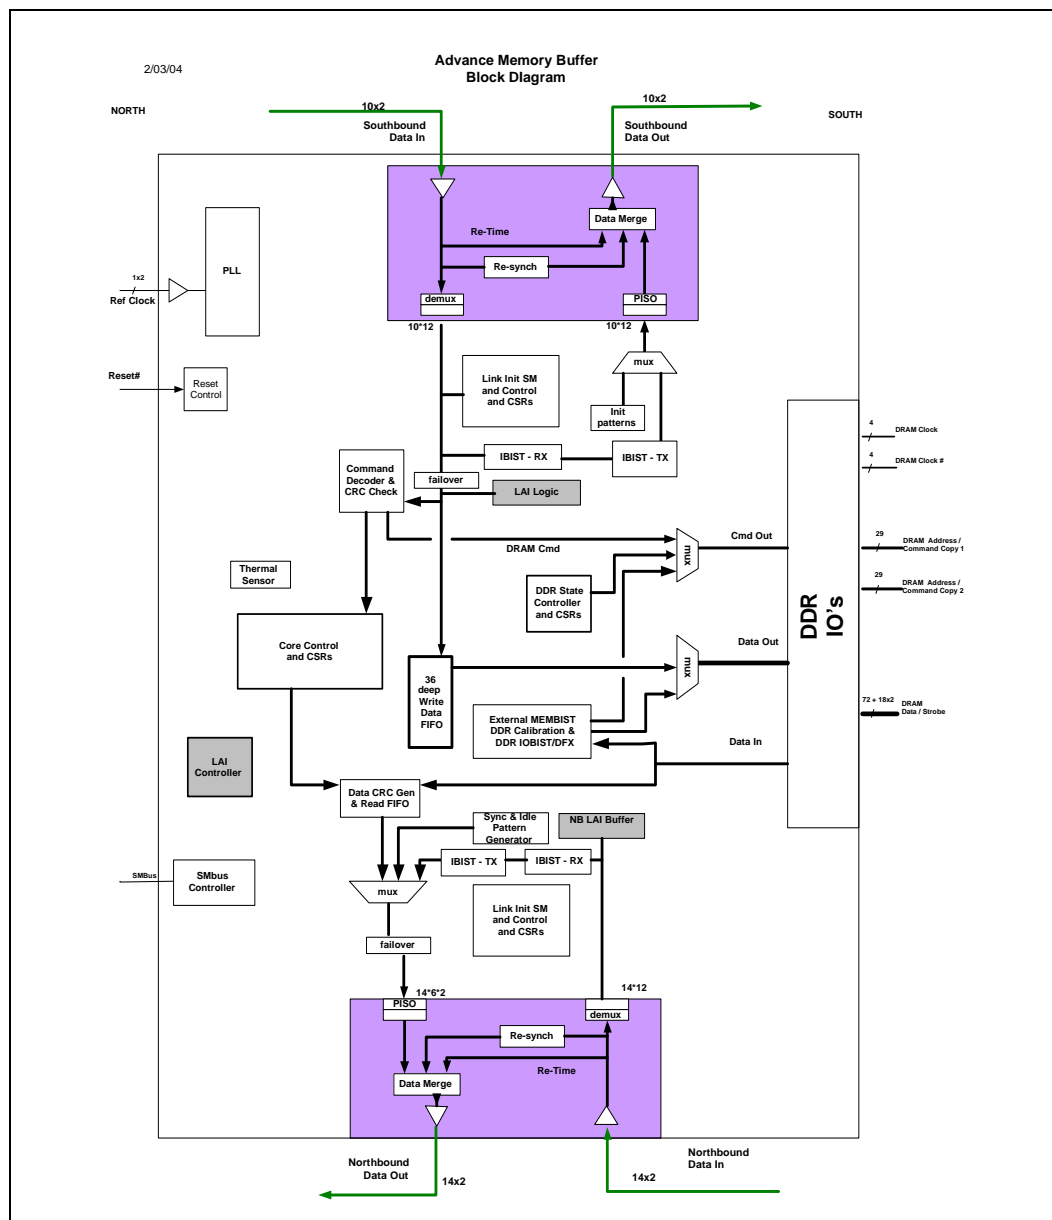 Advance Memory Buffer
Block DIagram
2/03/04
NORTH
10x2
10x2
SOUTH
Southbound
Data In
Southbound
Data Out
Data Merge
Re-Time
Re-synch
demux
PISO
10*12
10*12
PLL
1x2
Ref Clock
Reset#
Reset
Control
mux
Link Init SM
and Control
and CSRs
Init
patterns
IBIST - RX
IBIST - TX
Command
Decoder &
CRC Check
failover
LAI Logic
4
DRAM Clock
4
DRAM Clock #
DRAM Cmd
mux
Cmd Out
29
DRAM Address /
Command Copy 1
29
DRAM Address /
Command Copy 2
Thermal
Sensor
DDR State
Controller
and CSRs
DDR
IO's
Core Control
and CSRs
36
deep
Write
Data
FIFO
mux
Data Out
External MEMBIST
DDR Calibration &
DDR IOBIST/DFX
72 + 18x2
DRAM
Data / Strobe
Data In
LAI
Controller
Data CRC Gen
& Read FIFO
Sync & Idle
Pattern
Generator
NB LAI Buffer
IBIST - TX
IBIST - RX
SMBus
SMbus
Controller
mux
Link Init SM
and Control
and CSRs
failover
14*6*2
14*12
PISO
demux
Re-synch
Re-Time
Data Merge
Northbound
Data Out
14x2
14x2
Northbound
Data In